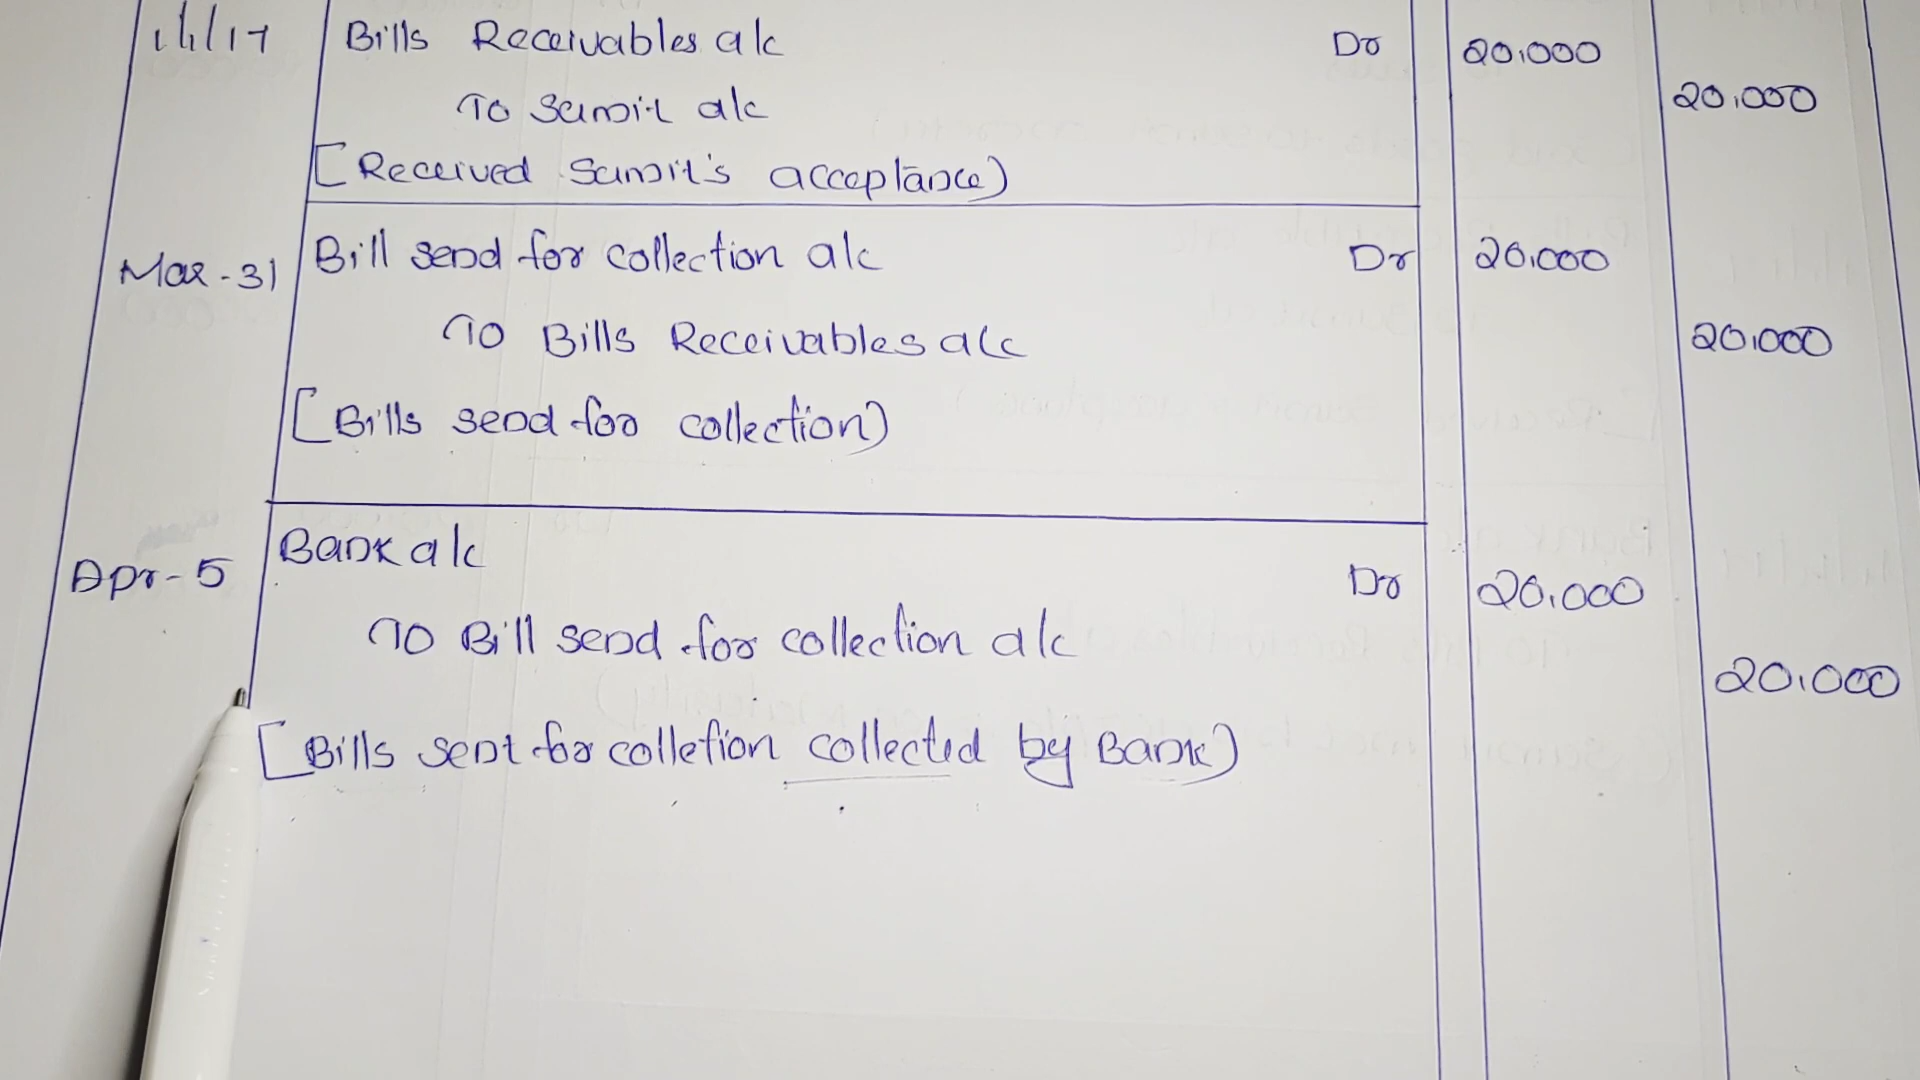 1/1/17 Bills Receivables a/c Dr 20,000
To Sumit a/c 20,000
[Received Sumit's acceptance)
Mar-31 Bill send for collection a/c Dr 20,000
To Bills Receivables a/c 20,000
[Bills send for collection)
Apr-5 Bank a/c Dr 20,000
To Bill send for collection a/c 20,000
[Bills sent for colletion collected by Bank)